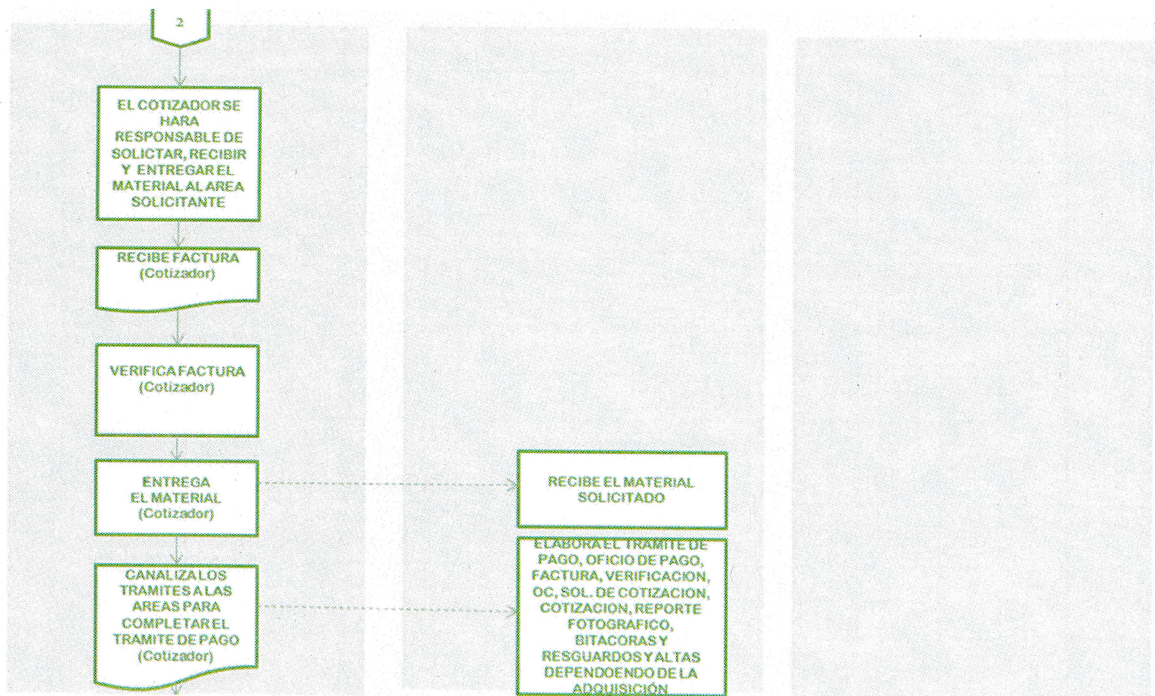 2
EL COTIZADOR SE
HARA
RESPONSABLE DE
SOLICTAR, RECIBIR
Y ENTREGAR EL
MATERIAL AL AREA
SOLICITANTE
RECIBE FACTURA
(Cotizador)
VERIFICA FACTURA
(Cotizador)
ENTREGA
EL MATERIAL
(Cotizador)
RECIBE EL MATERIAL
SOLICITADO
CANALIZA LOS
TRAMITES A LAS
AREAS PARA
COMPLETAR EL
TRAMITE DE PAGO
(Cotizador)
ELABORA EL TRAMITE DE
PAGO, OFICIO DE PAGO,
FACTURA, VERIFICACION,
OC, SOL. DE COTIZACION,
COTIZACION, REPORTE
FOTOGRAFICO,
BITACORAS Y
RESGUARDOS Y ALTAS
DEPENDOENDO DE LA
ADQUISICIÓN